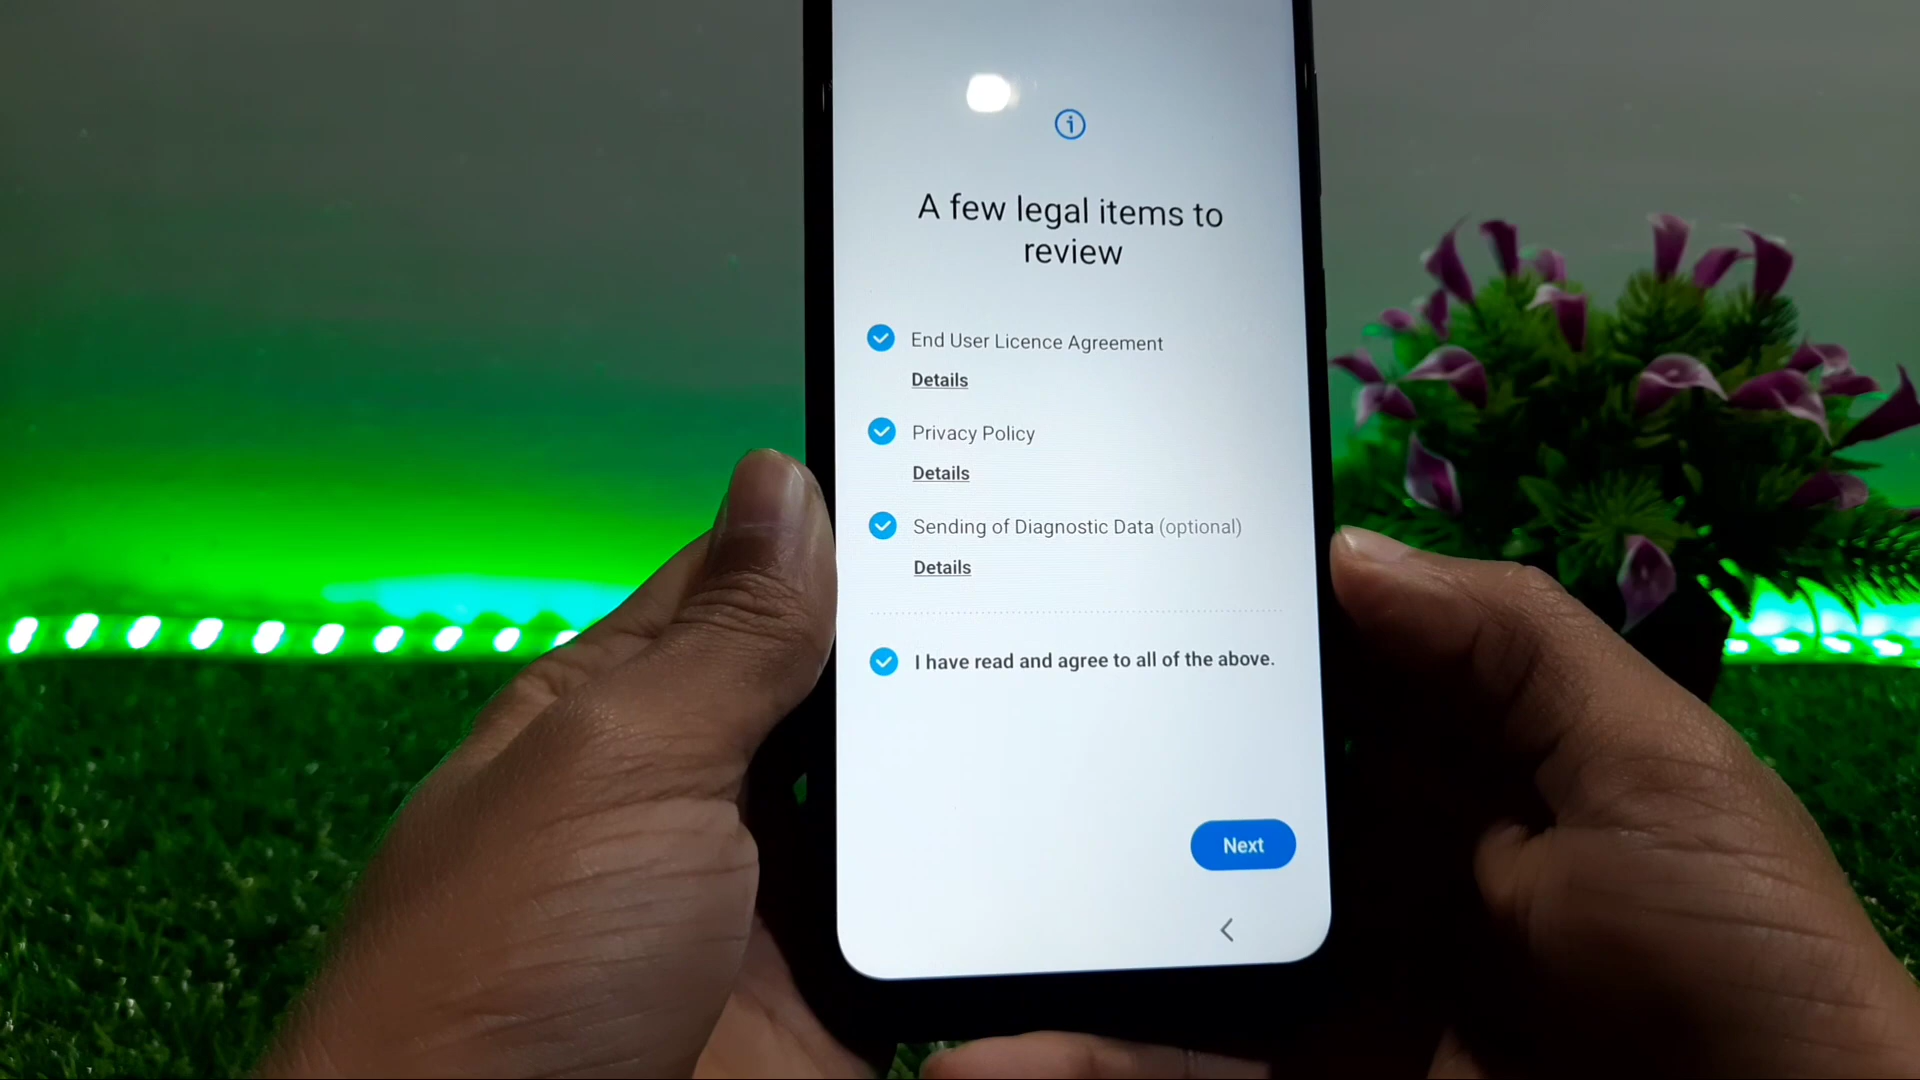 A few legal items to
review
End User Licence Agreement
Details
Privacy Policy
Details
Sending of Diagnostic Data (optional)
Details
I have read and agree to all of the above.
Next